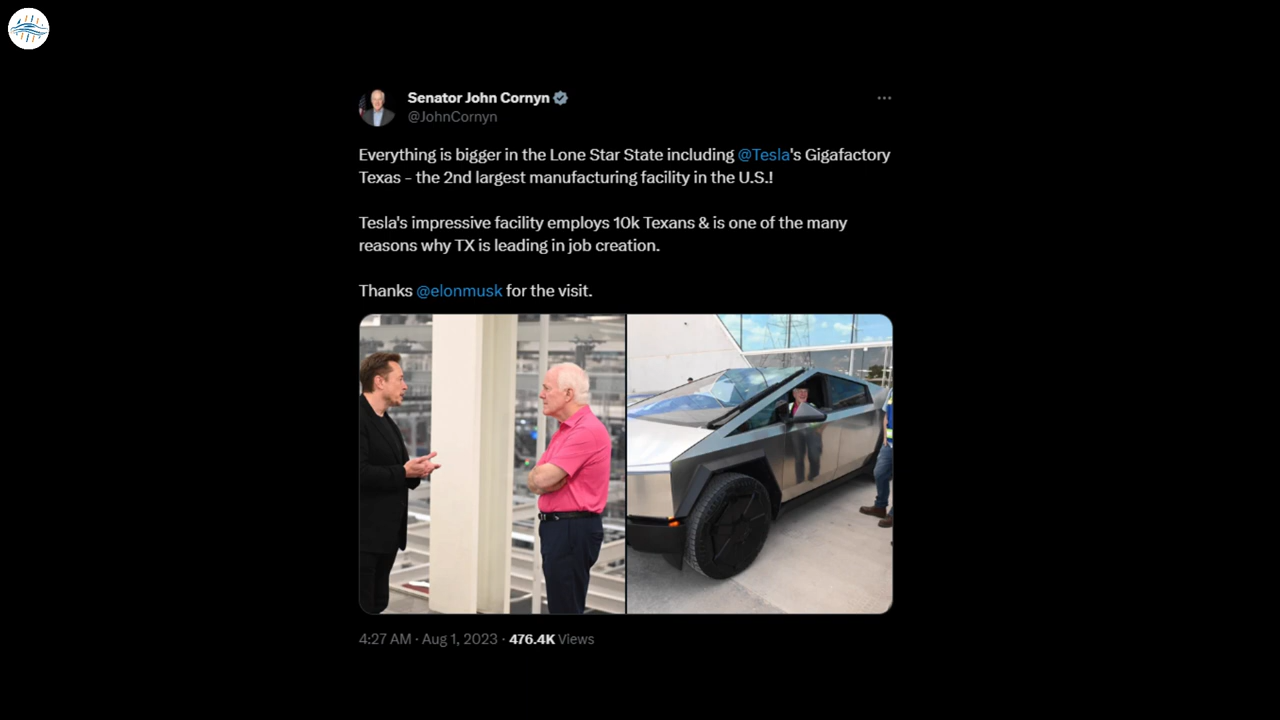 Senator John Cornyn
@JohnCornyn
Everything is bigger in the Lone Star State including @Tesla's Gigafactory
Texas - the 2nd largest manufacturing facility in the U.S.!
Tesla's impressive facility employs 10k Texans & is one of the many
reasons why TX is leading in job creation.
Thanks @elonmusk for the visit.
4:27 AM · Aug 1, 2023 · 476.4K Views